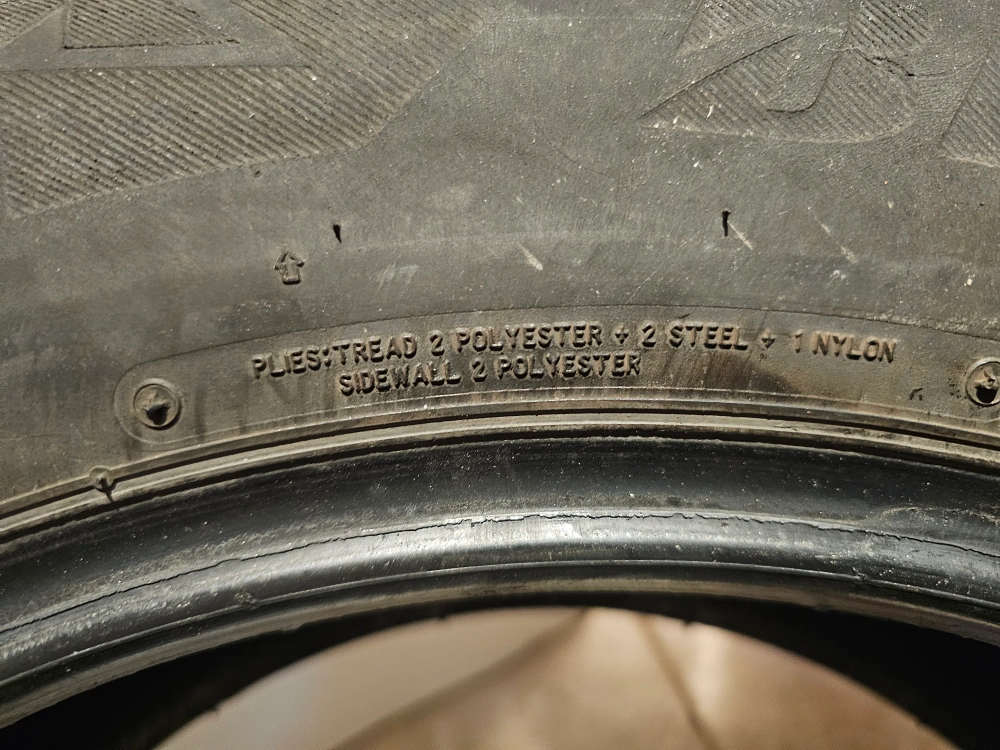 PLIES:TREAD 2 POLYESTER + 2 STEEL + 1 NYLON
SIDEWALL 2 POLYESTER